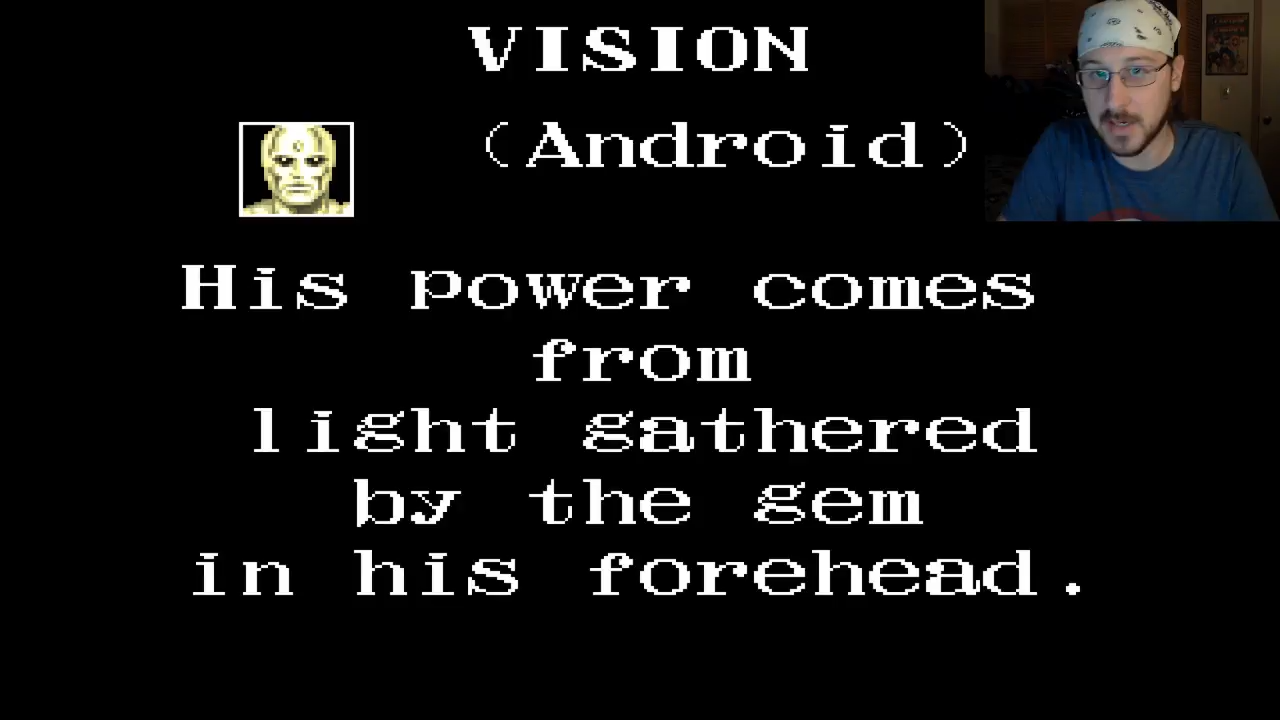 VISION
(Android)
His power comes
from
light gathered
by the gem
in his forehead.